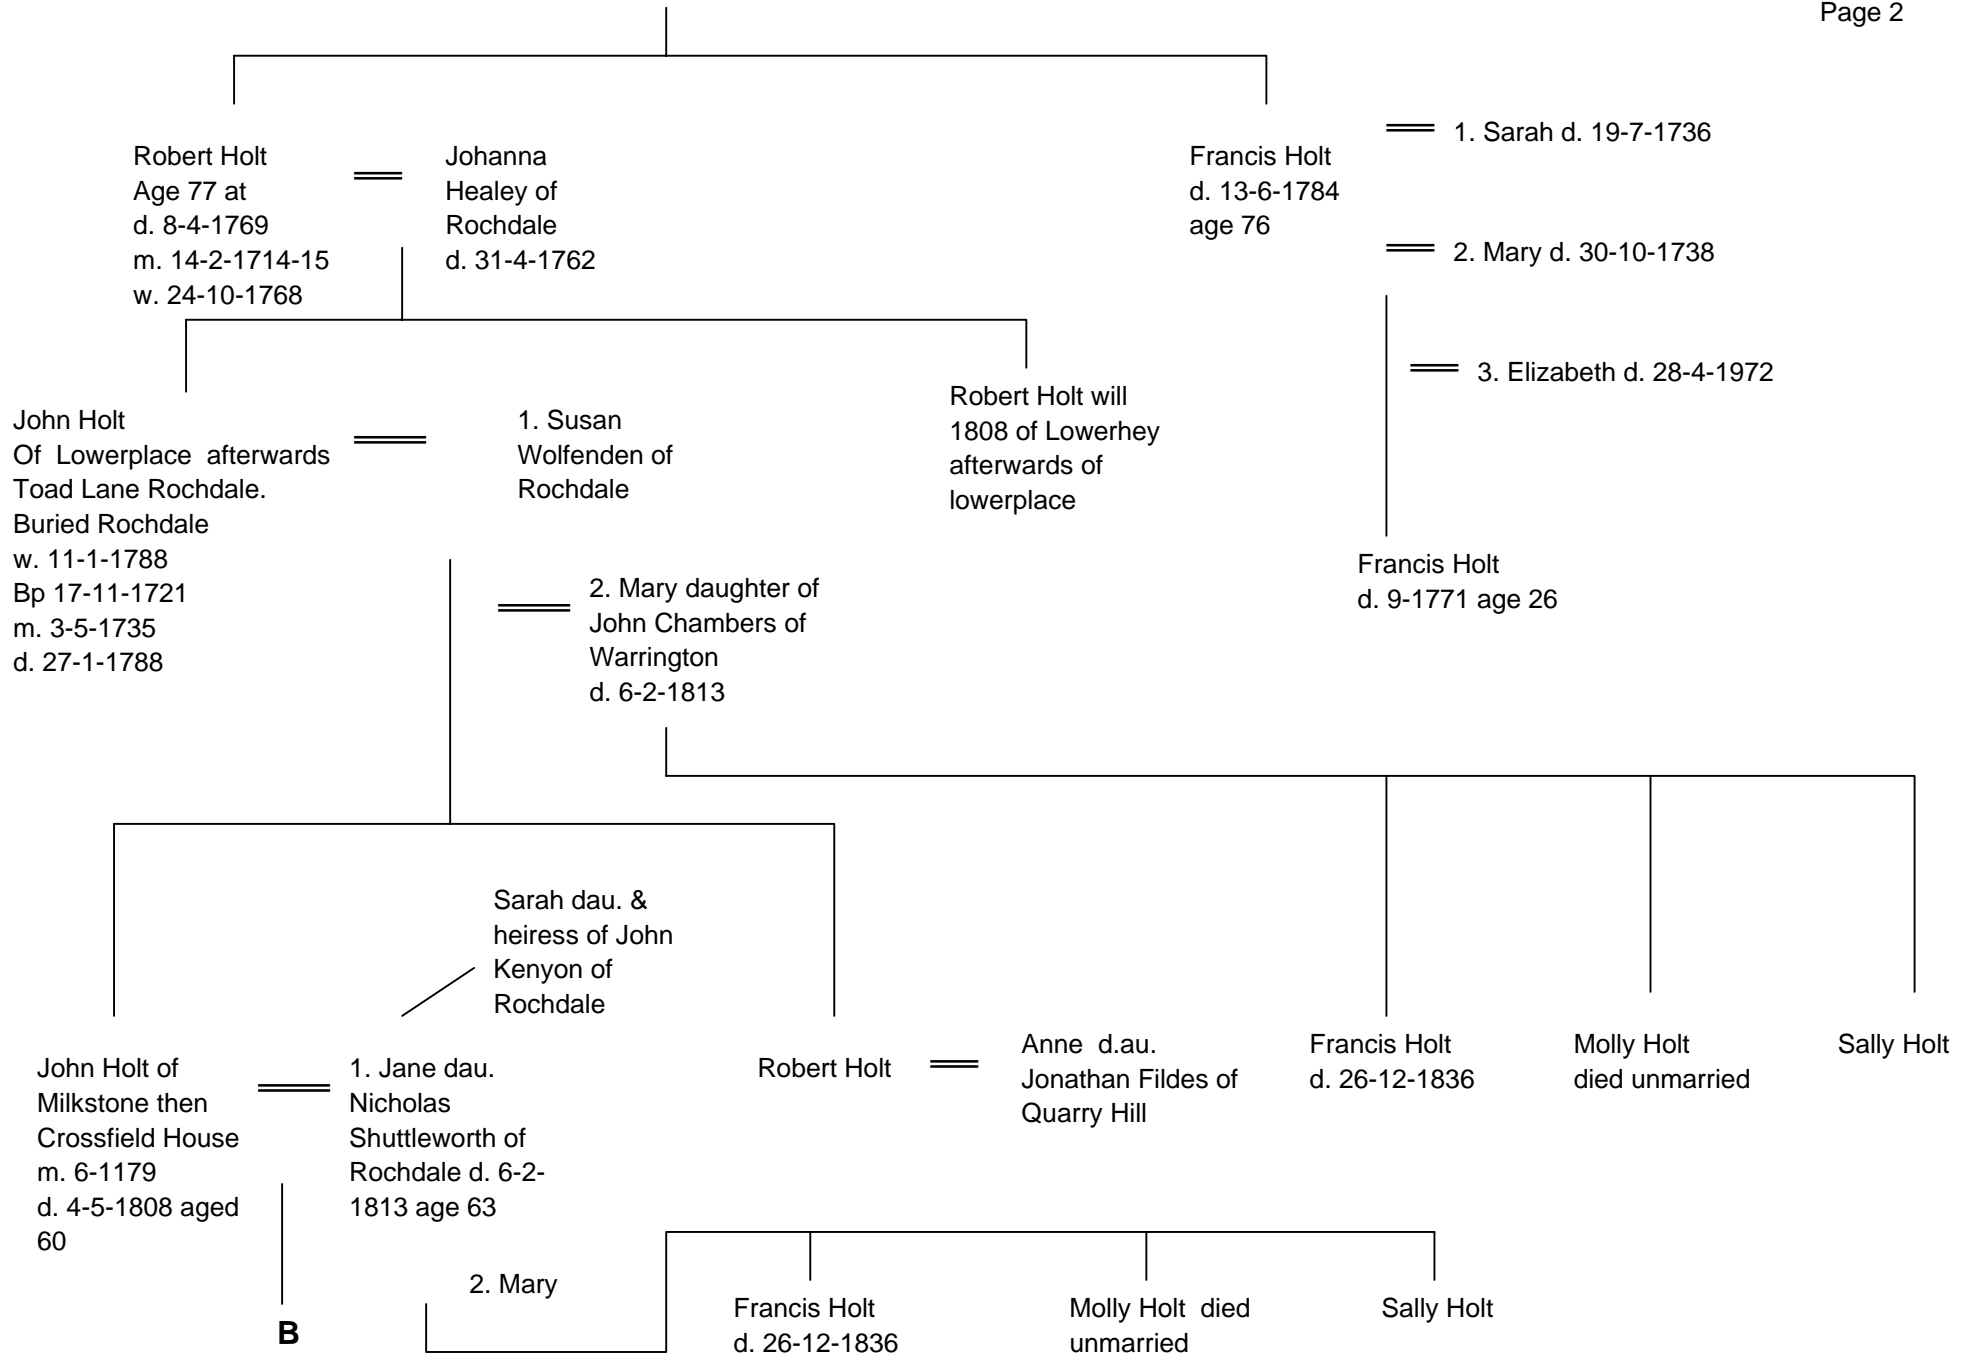 Page 2
Robert Holt
Age 77 at
d. 8-4-1769
m. 14-2-1714-15
w. 24-10-1768
Johanna
Healey of
Rochdale
d. 31-4-1762
Francis Holt
d. 13-6-1784
age 76
1. Sarah d. 19-7-1736
2. Mary d. 30-10-1738
3. Elizabeth d. 28-4-1972
John Holt
Of Lowerplace afterwards
Toad Lane Rochdale.
Buried Rochdale
w. 11-1-1788
Bp 17-11-1721
m. 3-5-1735
d. 27-1-1788
1. Susan
Wolfenden of
Rochdale
Robert Holt will
1808 of Lowerhey
afterwards of
lowerplace
2. Mary daughter of
John Chambers of
Warrington
d. 6-2-1813
Francis Holt
d. 9-1771 age 26
Sarah dau. &
heiress of John
Kenyon of
Rochdale
John Holt of
Milkstone then
Crossfield House
m. 6-1179
d. 4-5-1808 aged
60
1. Jane dau.
Nicholas
Shuttleworth of
Rochdale d. 6-2-
1813 age 63
Robert Holt
Anne d.au.
Jonathan Fildes of
Quarry Hill
Francis Holt
d. 26-12-1836
Molly Holt
died unmarried
Sally Holt
2. Mary
B
Francis Holt
d. 26-12-1836
Molly Holt died
unmarried
Sally Holt